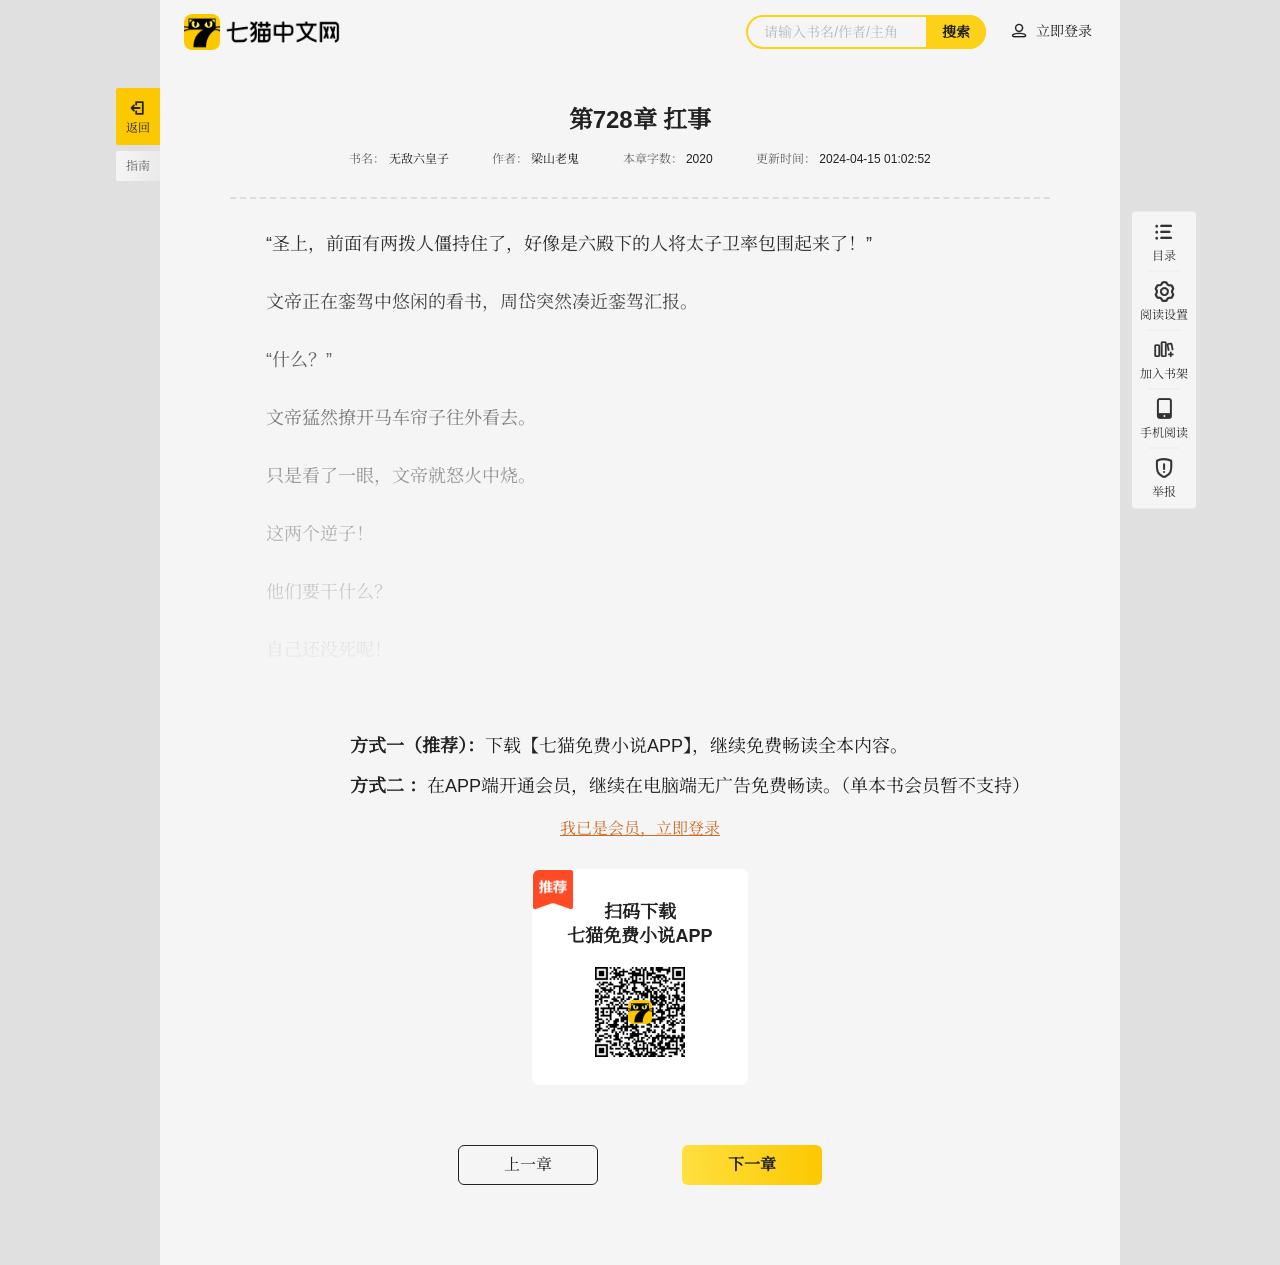 七猫中文网
请输入书名/作者/主角
搜索
立即登录
返回
指南
第728章 扛事
书名： 无敌六皇子 作者： 梁山老鬼 本章字数： 2020 更新时间： 2024-04-15 01:02:52
“圣上，前面有两拨人僵持住了，好像是六殿下的人将太子卫率包围起来了！”
文帝正在銮驾中悠闲的看书，周岱突然凑近銮驾汇报。
“什么？”
文帝猛然撩开马车帘子往外看去。
只是看了一眼，文帝就怒火中烧。
这两个逆子！
他们要干什么？
自己还没死呢！
目录
阅读设置
加入书架
手机阅读
举报
方式一（推荐）：下载【七猫免费小说APP】，继续免费畅读全本内容。
方式二 ：在APP端开通会员，继续在电脑端无广告免费畅读。（单本书会员暂不支持）
我已是会员，立即登录
推荐
扫码下载
七猫免费小说APP
上一章
下一章